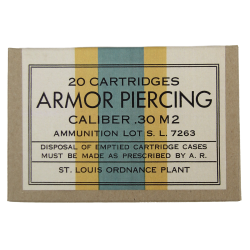 20 CARTRIDGES
ARMOR PIERCING
CALIBER .30 M2
AMMUNITION LOT S. L. 7263
DISPOSAL OF EMPTIED CARTRIDGE CASES
MUST BE MADE AS PRESCRIBED BY A. R.
ST. LOUIS ORDNANCE PLANT